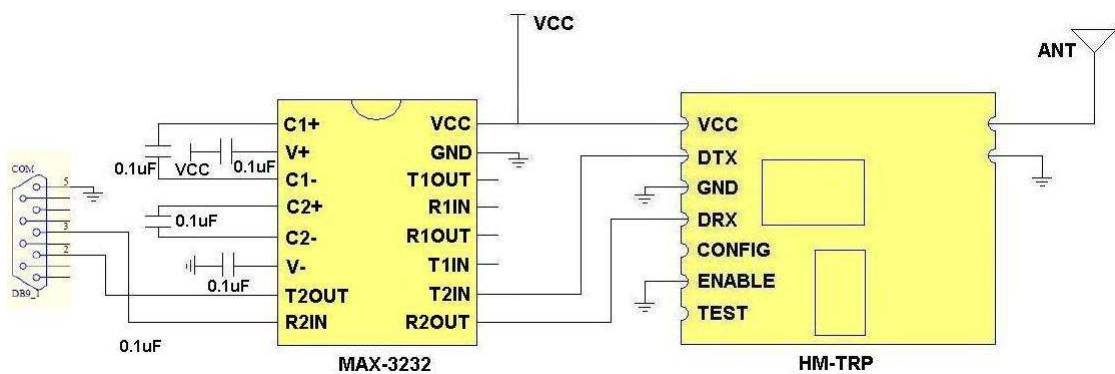 VCC
ANT
C1+
VCC
VCC
V+
GND
DTX
COM
0.1uF
VCC
0.1uF
C1-
T1OUT
GND
5
C2+
R1IN
DRX
0.1uF
3
C2-
R1OUT
CONFIG
2
V-
T1IN
ENABLE
0.1uF
DB9_1
T2OUT
T2IN
TEST
R2IN
R2OUT
0.1uF
MAX-3232
HM-TRP